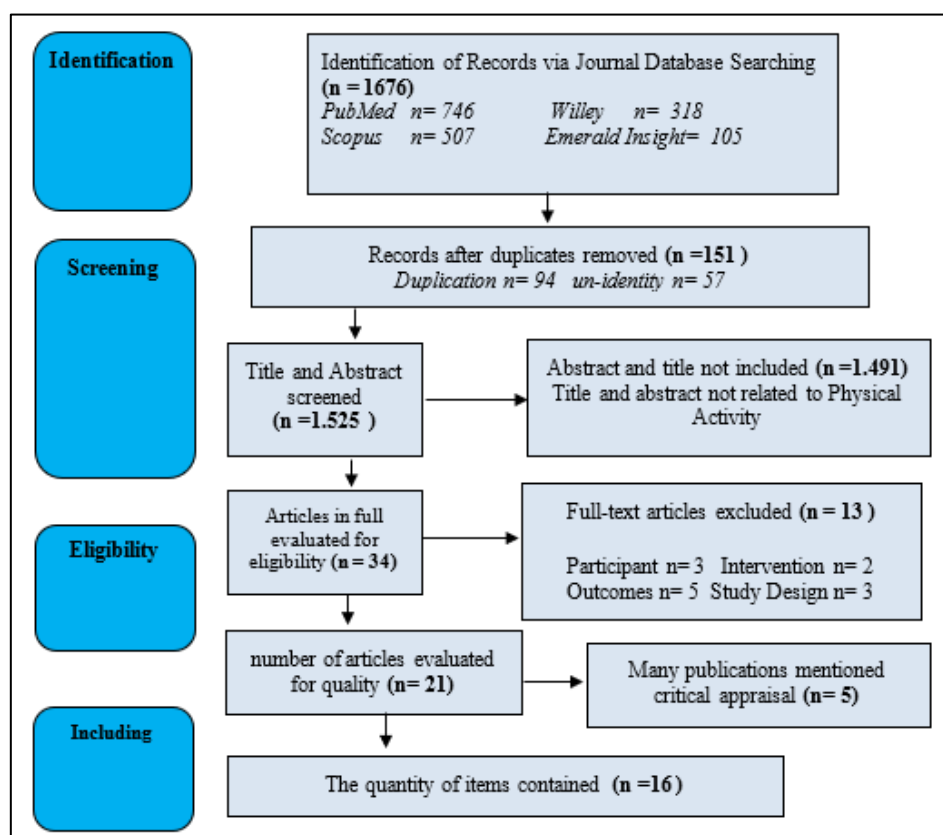 Identification
Identification of Records via Journal Database Searching
(n = 1676)
PubMed n= 746 Willey n= 318
Scopus n= 507 Emerald Insight= 105
Screening
Records after duplicates removed (n =151 )
Duplication n= 94 un-identity n= 57
Title and Abstract
screened
(n =1.525 )
Abstract and title not included (n =1.491)
Title and abstract not related to Physical
Activity
Eligibility
Articles in full
evaluated for
eligibility (n = 34)
Full-text articles excluded (n = 13 )
Participant n= 3 Intervention n= 2
Outcomes n= 5 Study Design n= 3
number of articles evaluated
for quality (n= 21)
Many publications mentioned
critical appraisal (n= 5)
Including
The quantity of items contained (n =16 )